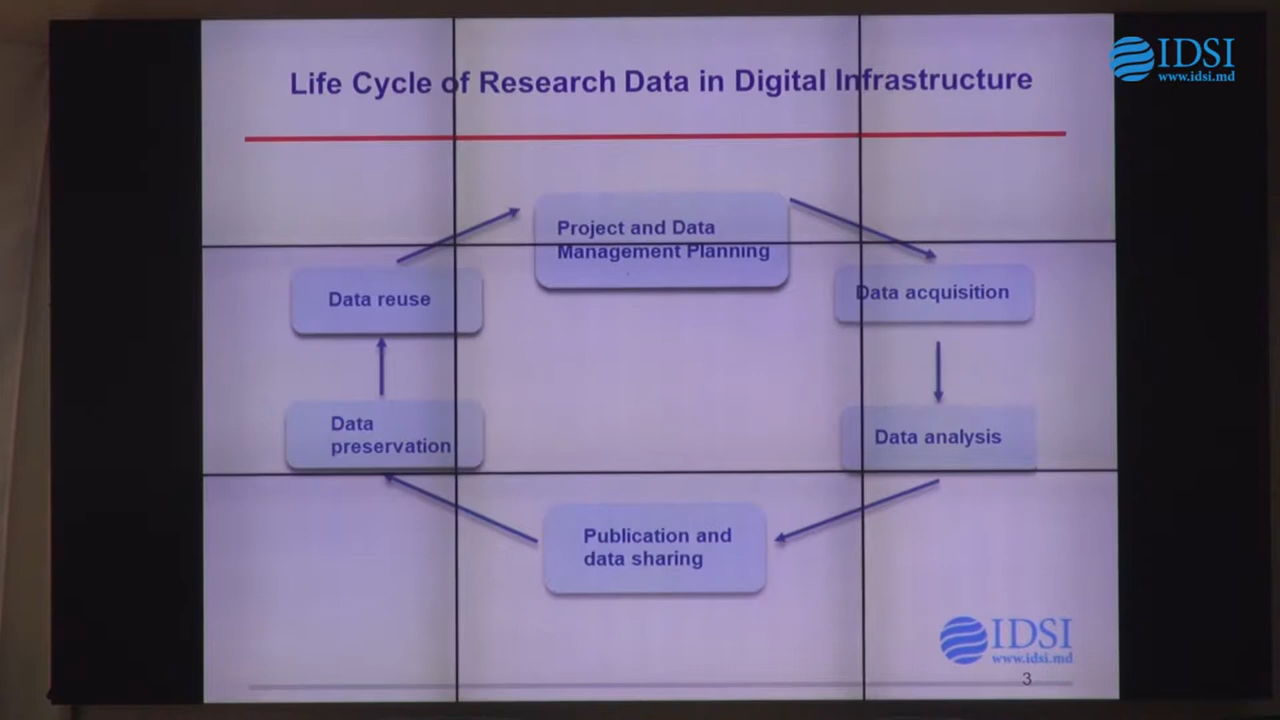 IDSI
www.idsi.md
Life Cycle of Research Data in Digital Infrastructure
Project and Data
Management Planning
Data reuse
Data acquisition
Data
preservation
Data analysis
Publication and
data sharing
IDSI
www.idsi.md
3